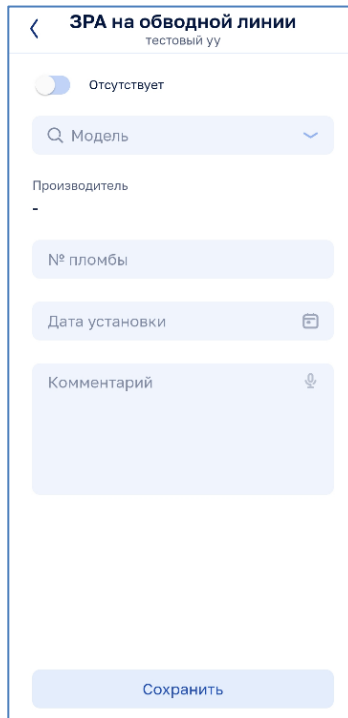 ЗРА на обводной линии
тестовый уу
Отсутствует
Модель
Производитель
-
№ пломбы
Дата установки
Комментарий
Сохранить